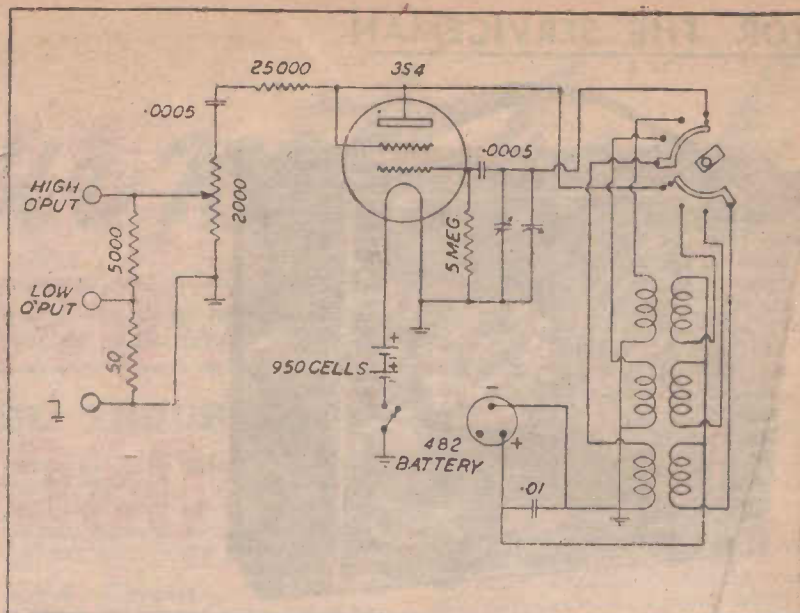 FOR THE SERVICEMAN
25000
3S4
.0005
.0005
HIGH
O'PUT
2000
5000
5 MEG.
LOW
O'PUT
50
950 CELLS
+
-
+
-
-
+
482
BATTERY
.01